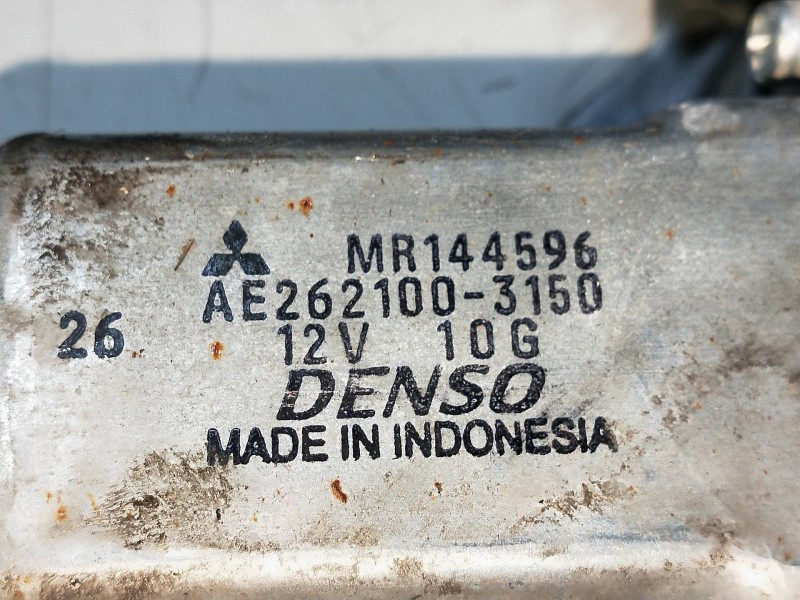 MR144596
AE262100-3150
26
12V 10G
DENSO
MADE IN INDONESIA